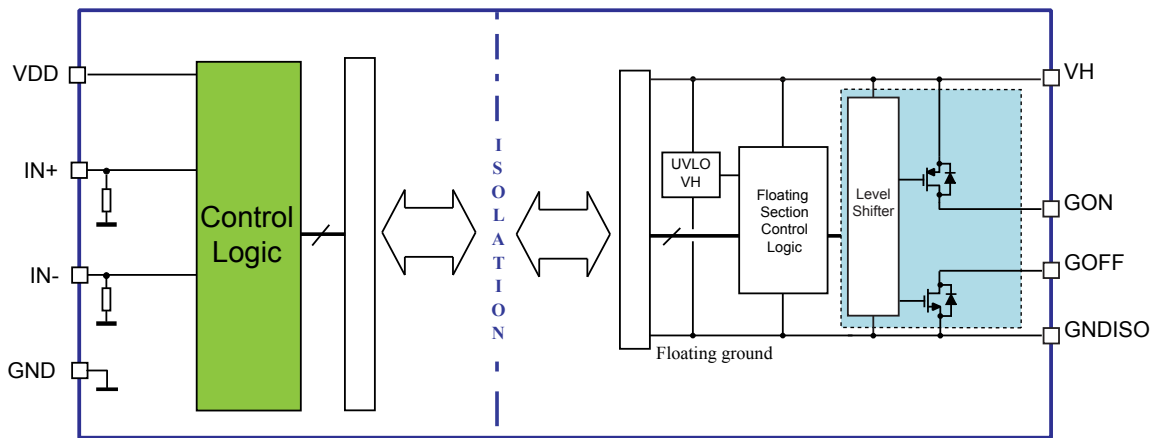 VDD
IN+
IN-
GND
Control
Logic
ISOLATION
UVLO
VH
Floating
Section
Control
Logic
Level
Shifter
Floating ground
VH
GON
GOFF
GNDISO